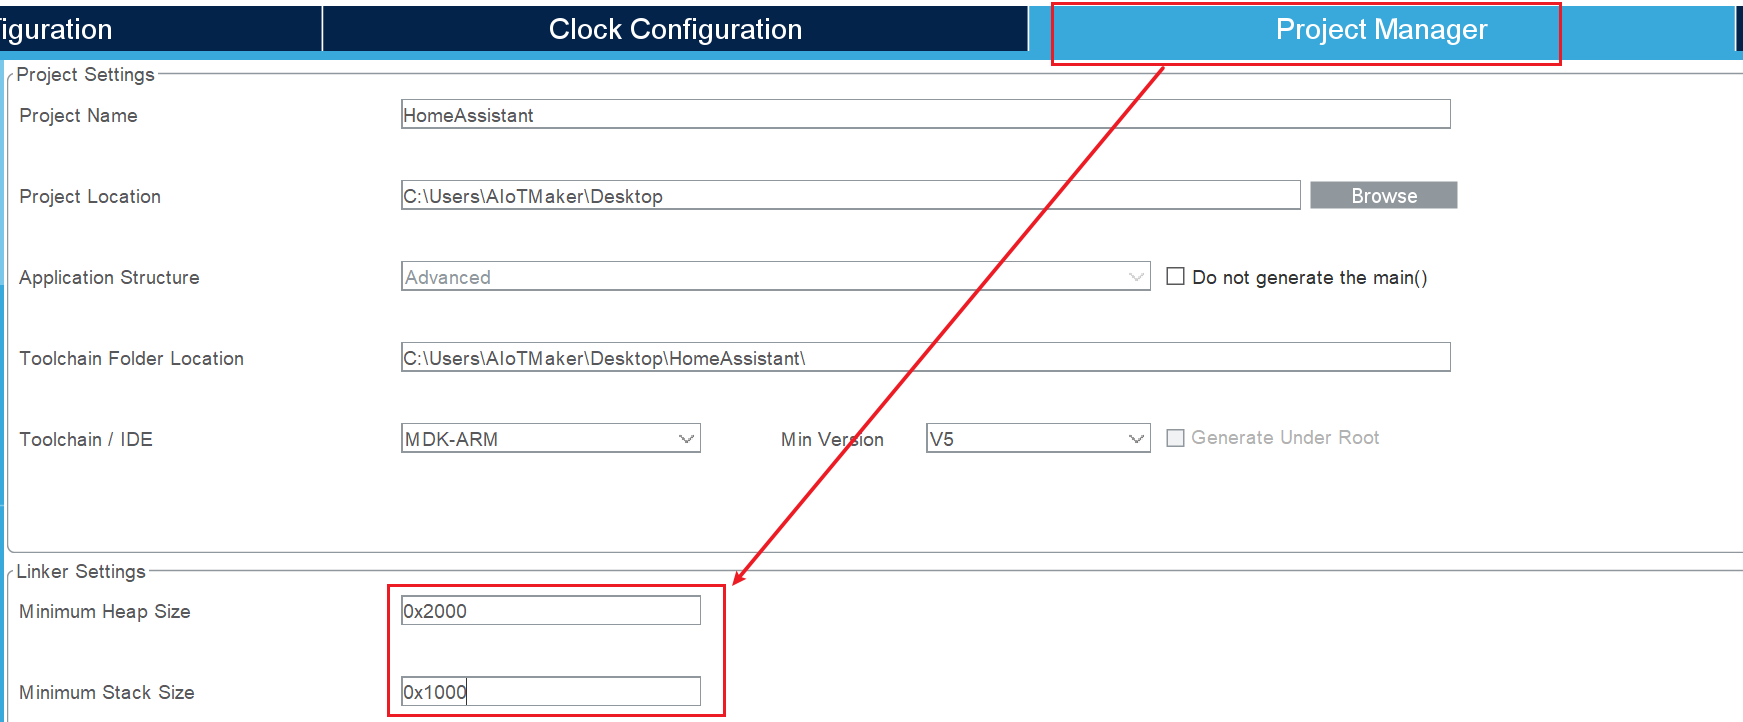 iguration Clock Configuration Project Manager
Project Settings
Project Name HomeAssistant
Project Location C:\Users\AIoTMaker\Desktop Browse
Application Structure Advanced Do not generate the main()
Toolchain Folder Location C:\Users\AIoTMaker\Desktop\HomeAssistant\
Toolchain / IDE MDK-ARM Min Version V5 Generate Under Root
Linker Settings
Minimum Heap Size 0x2000
Minimum Stack Size 0x1000